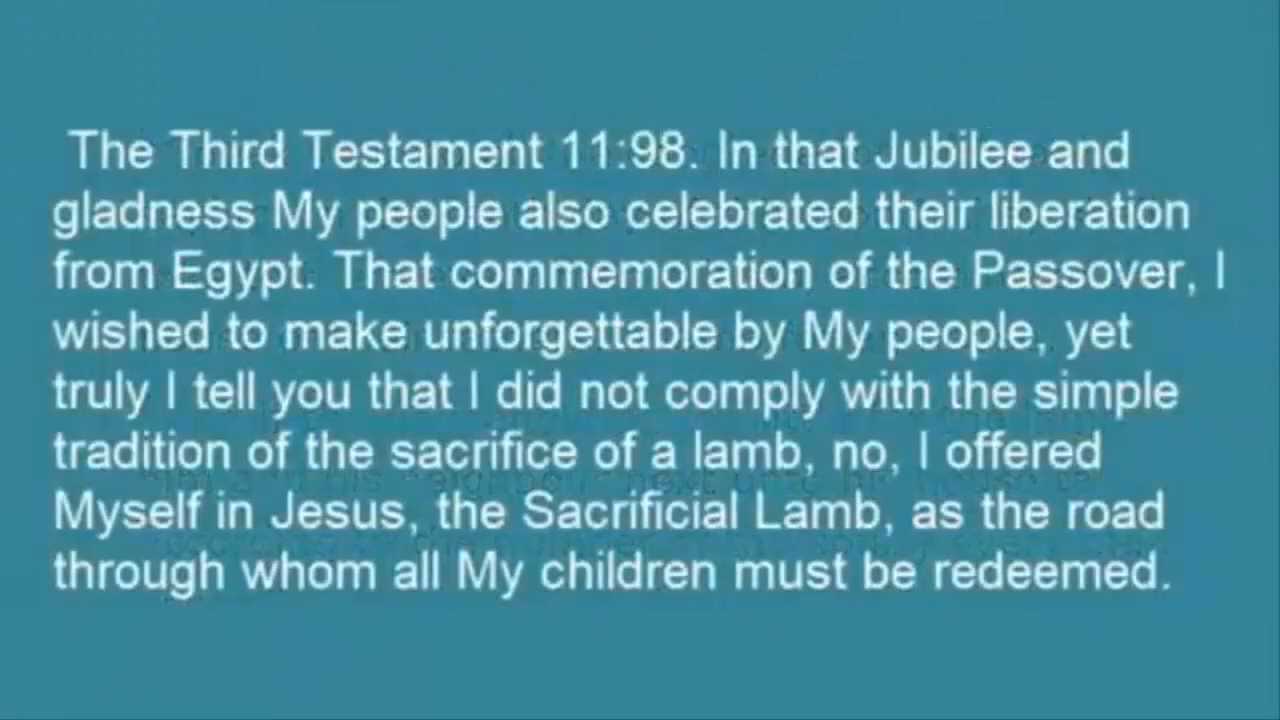 The Third Testament 11:98. In that Jubilee and
gladness My people also celebrated their liberation
from Egypt. That commemoration of the Passover, I
wished to make unforgettable by My people, yet
truly I tell you that I did not comply with the simple
tradition of the sacrifice of a lamb, no, I offered
Myself in Jesus, the Sacrificial Lamb, as the road
through whom all My children must be redeemed.